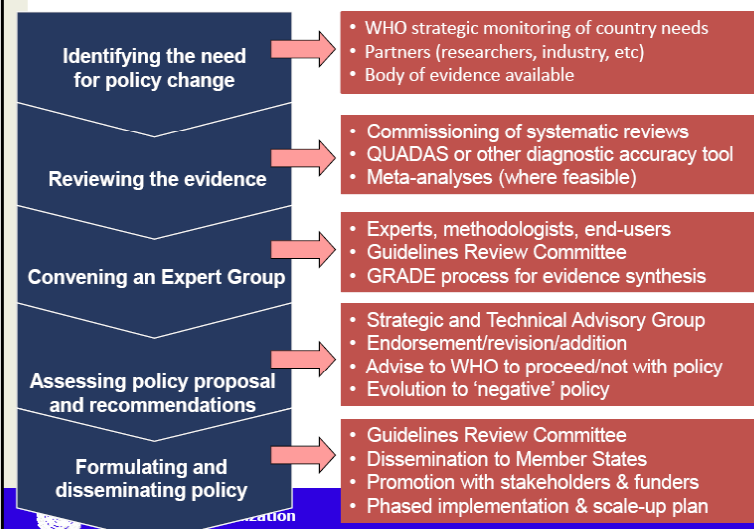 Identifying the need
for policy change
• WHO strategic monitoring of country needs
• Partners (researchers, industry, etc)
• Body of evidence available
Reviewing the evidence
• Commissioning of systematic reviews
• QUADAS or other diagnostic accuracy tool
• Meta-analyses (where feasible)
Convening an Expert Group
• Experts, methodologists, end-users
• Guidelines Review Committee
• GRADE process for evidence synthesis
Assessing policy proposal
and recommendations
• Strategic and Technical Advisory Group
• Endorsement/revision/addition
• Advise to WHO to proceed/not with policy
• Evolution to ‘negative’ policy
Formulating and
disseminating policy
• Guidelines Review Committee
• Dissemination to Member States
• Promotion with stakeholders & funders
• Phased implementation & scale-up plan